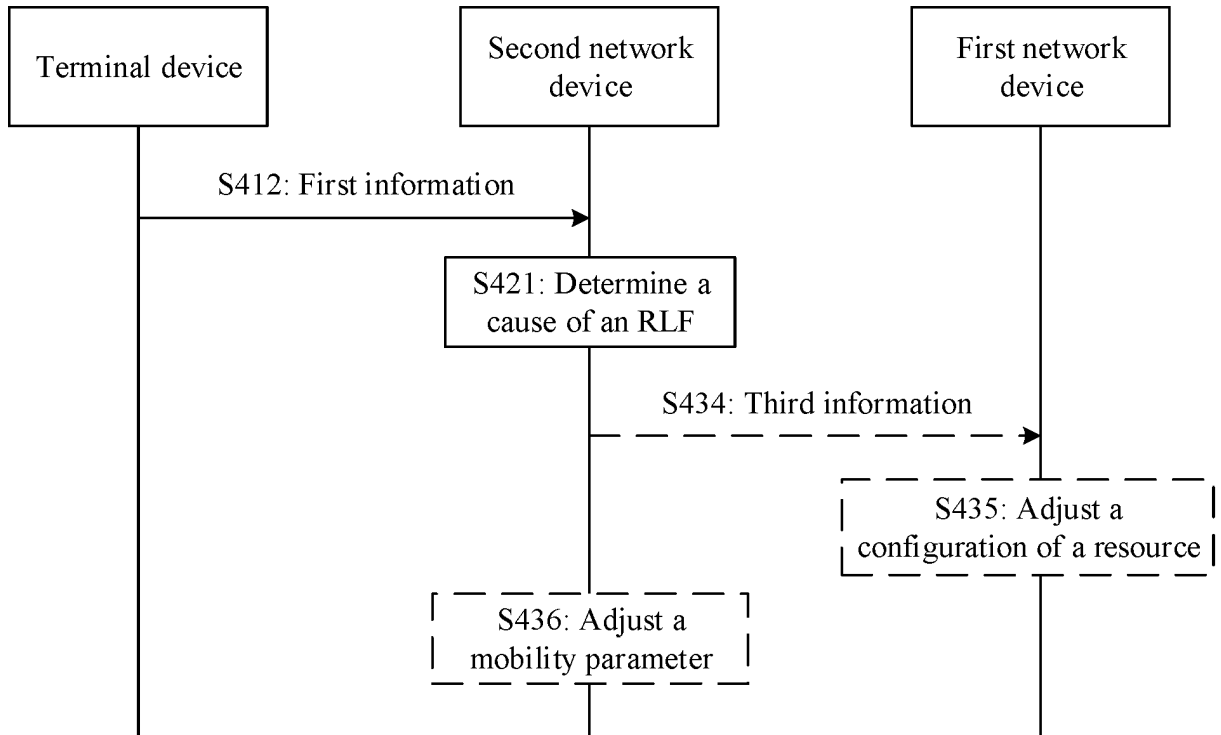 Terminal device
Second network
device
First network
device
S412: First information
S421: Determine a
cause of an RLF
S434: Third information
S435: Adjust a
configuration of a resource
S436: Adjust a
mobility parameter